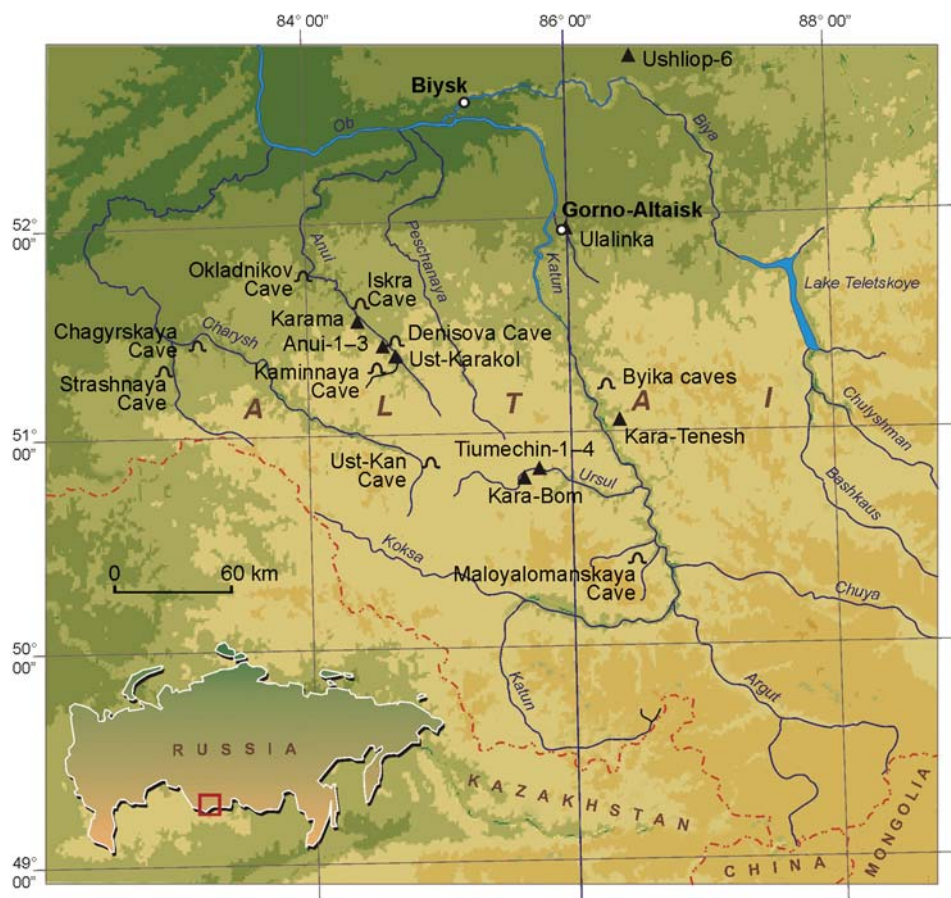 84° 00"
86° 00"
88° 00"
Ushliop-6
Biysk
Ob
Biya
52°
00"
Gorno-Altaisk
Ulalinka
Anul
Peschanaya
Katun
Okladnikov
Cave
Iskra
Cave
Lake Teletskoye
Karama
Denisova Cave
Chagyrskaya
Cave
Charysh
Anui-1–3
Ust-Karakol
Strashnaya
Cave
Kaminnaya
Cave
Byika caves
ALTAI
Chulyshman
Kara-Tenesh
51°
00"
Tiumechin-1–4
Ust-Kan
Cave
Ursul
Kara-Bom
Bashkaus
Koksa
0 60 km
Maloyalomanskaya
Cave
Chuya
50°
00"
Katun
Argut
RUSSIA
KAZAKHSTAN
MONGOLIA
CHINA
49°
00"